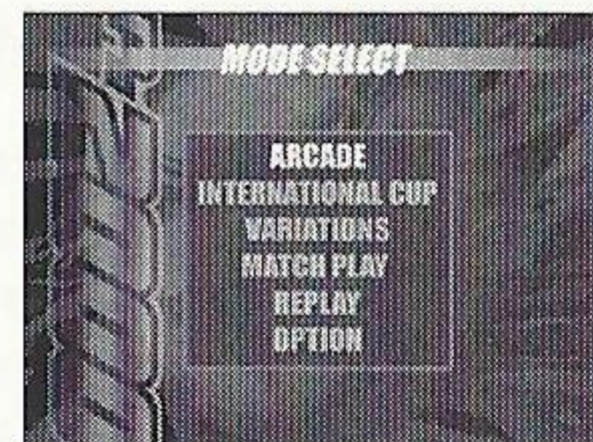 MODE SELECT
ARCADE
INTERNATIONAL CUP
VARIATIONS
MATCH PLAY
REPLAY
OPTION